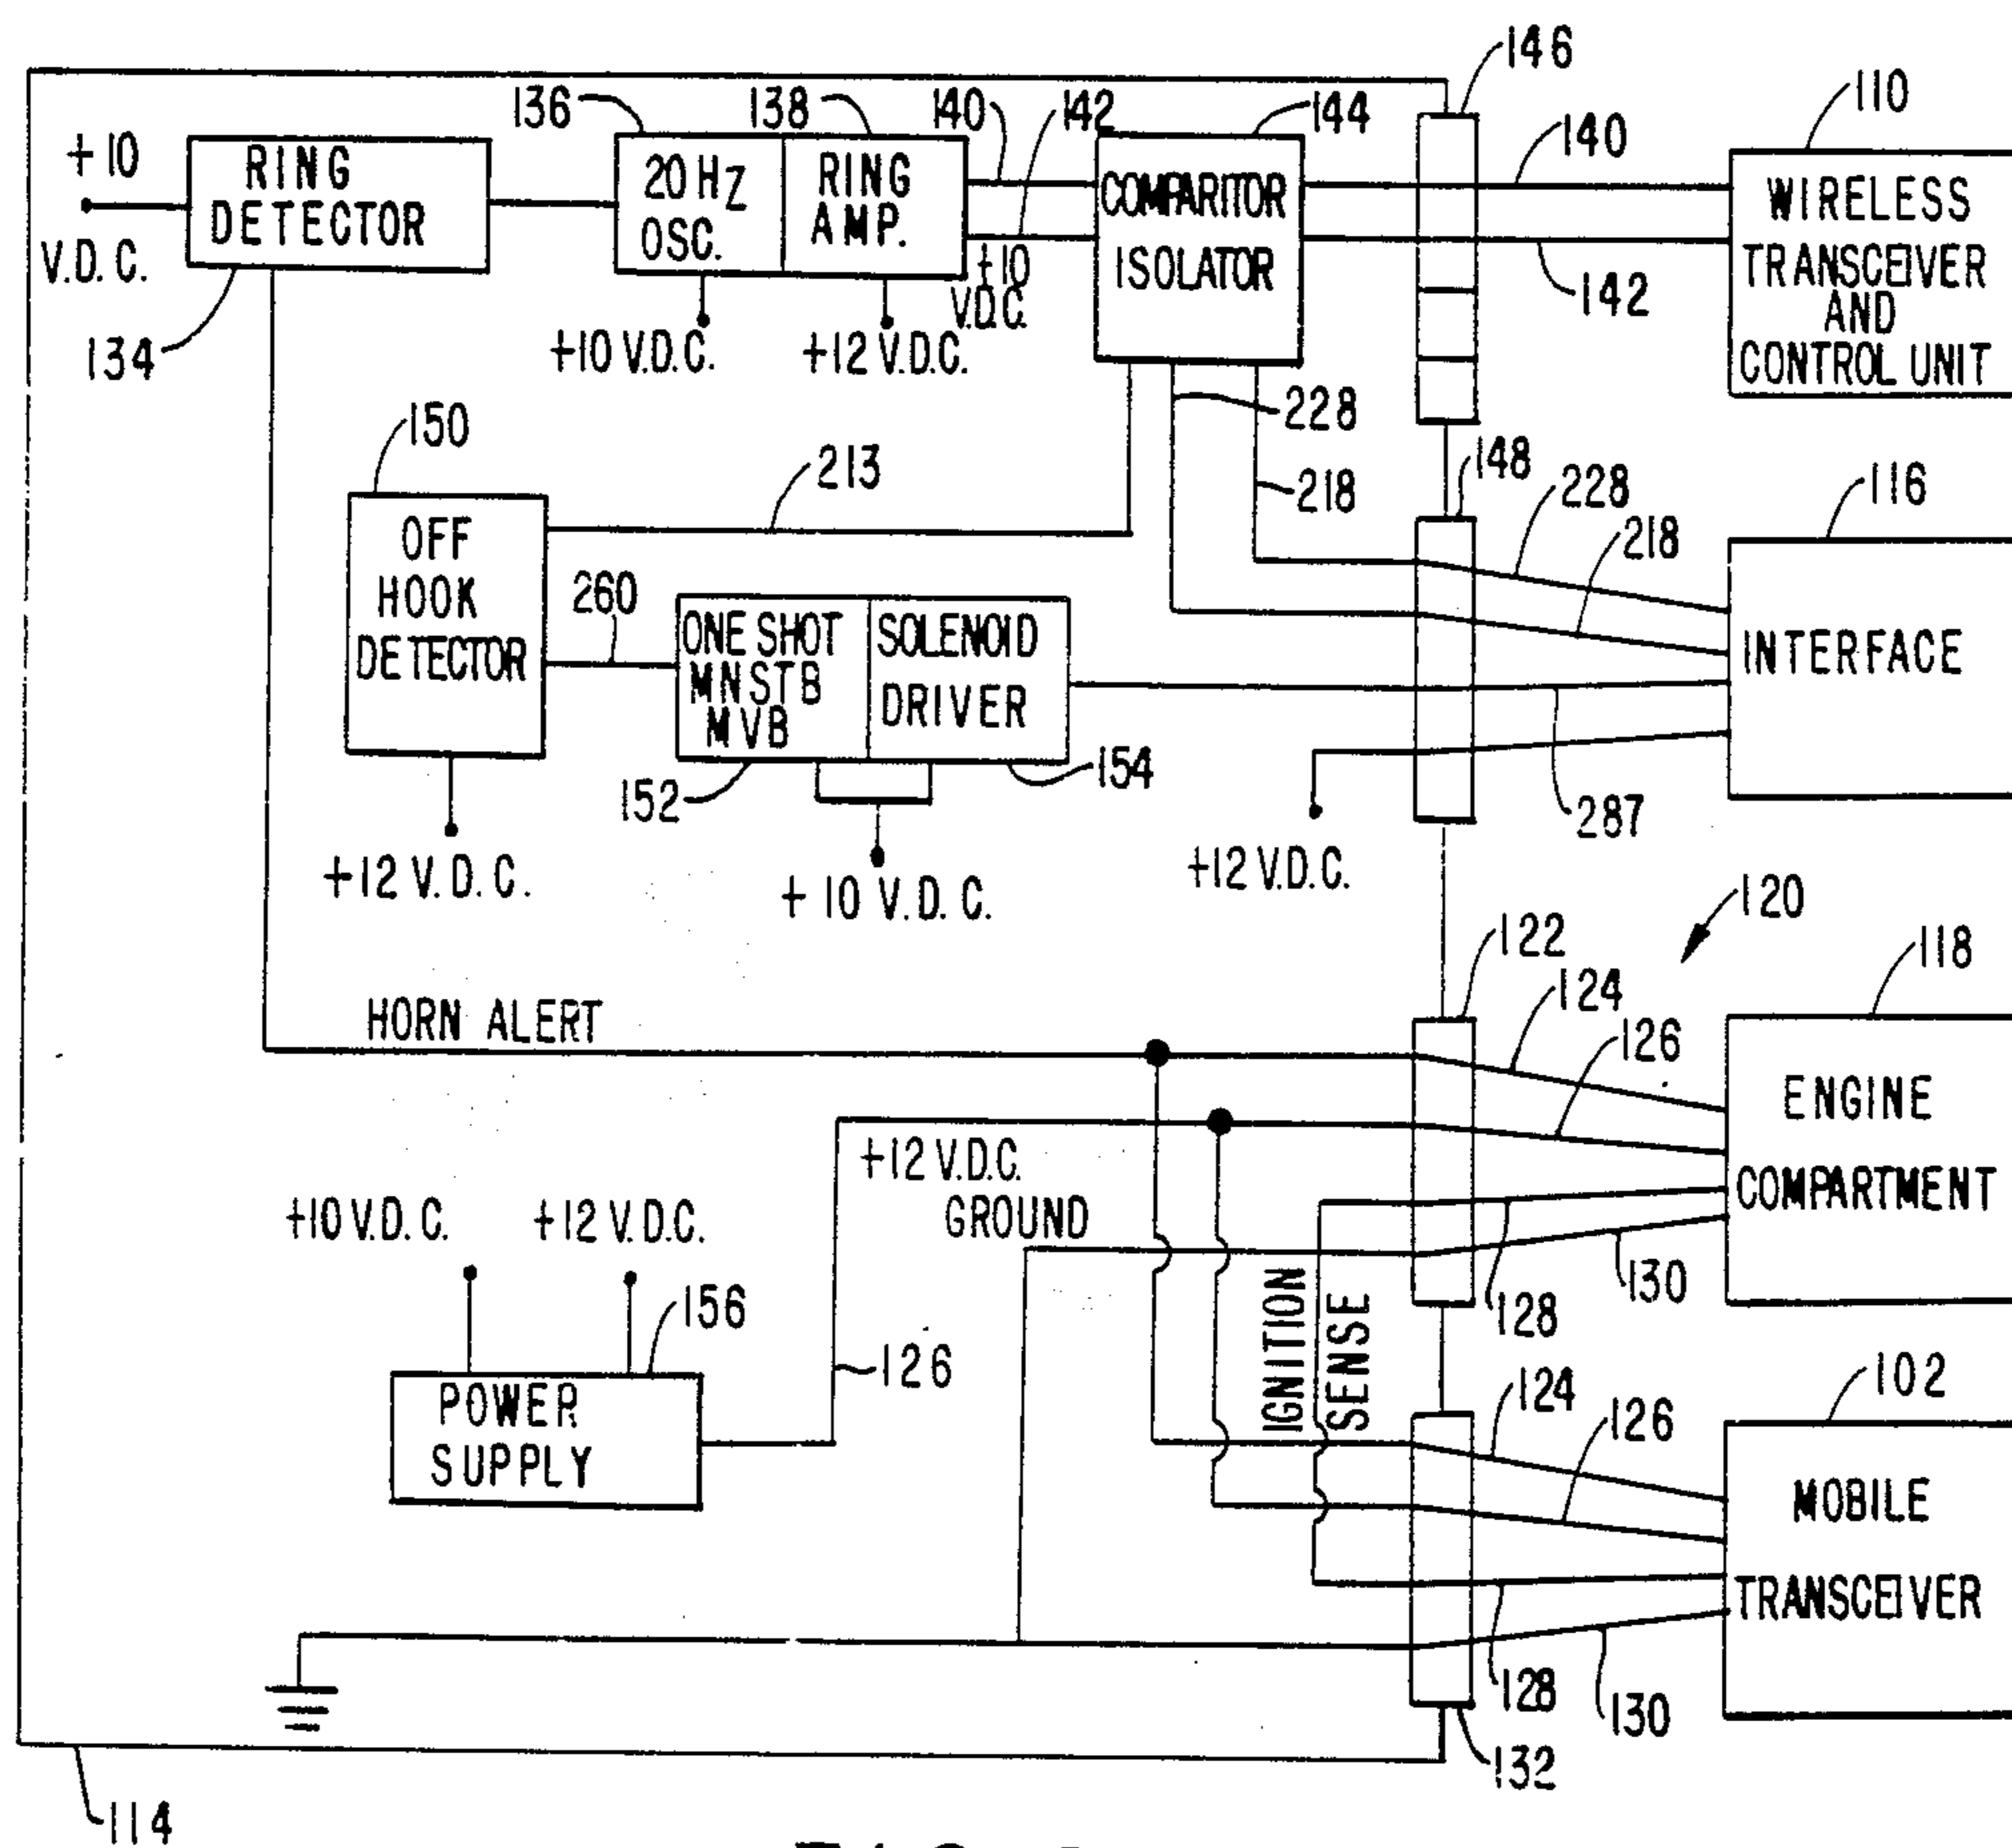 146
136
138
140
142
144
140
110
+10
V.D.C.
RING
DETECTOR
20 HZ
OSC.
RING
AMP.
COMPARITOR
ISOLATOR
WIRELESS
TRANSCEIVER
AND
CONTROL UNIT
134
+10 V.D.C.
+12 V.D.C.
+10
V.D.C.
142
228
218
150
213
148
228
218
116
OFF
HOOK
DETECTOR
260
ONE SHOT
MNSTB
MVB
SOLENOID
DRIVER
INTERFACE
152
154
287
+12 V.D.C.
+10 V.D.C.
+12 V.D.C.
120
122
124
126
118
HORN ALERT
ENGINE
COMPARTMENT
+12 V.D.C.
GROUND
+10 V.D.C.
+12 V.D.C.
156
126
IGNITION
SENSE
128
130
124
126
102
POWER
SUPPLY
MOBILE
TRANSCEIVER
128
130
132
114